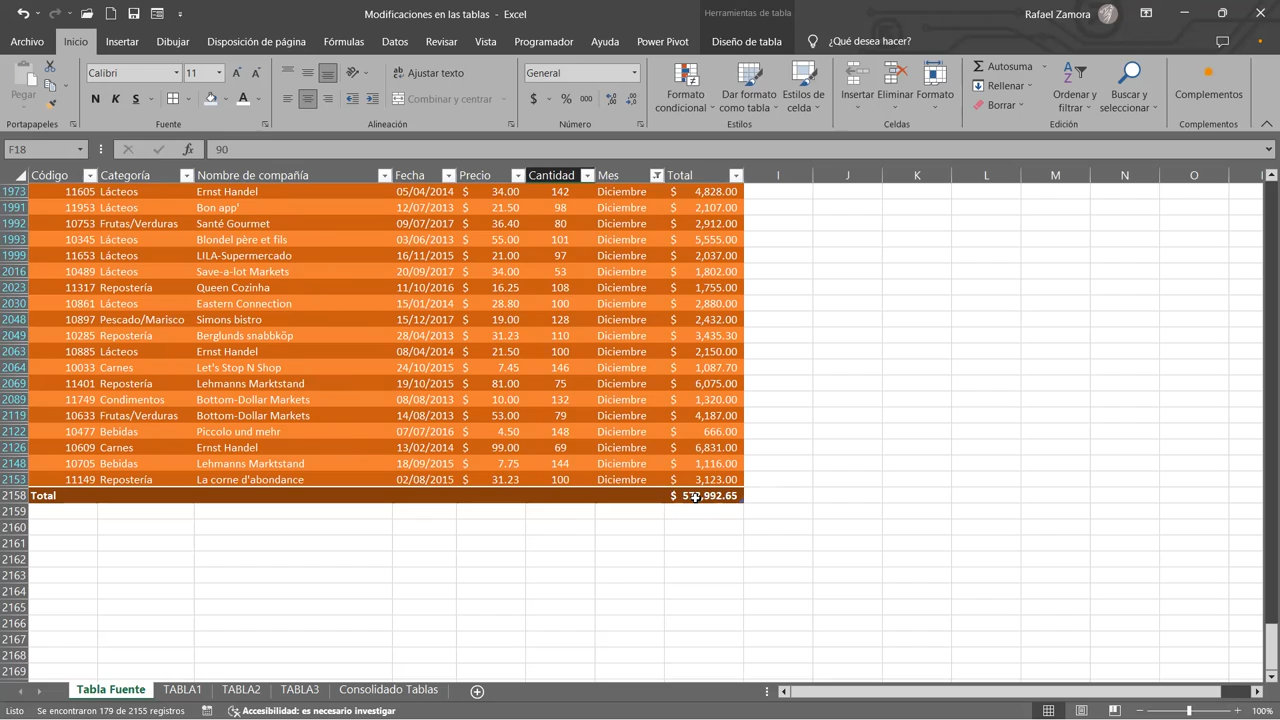 Modificaciones en las tablas - Excel
Herramientas de tabla
Rafael Zamora
Archivo Inicio Insertar Dibujar Disposición de página Fórmulas Datos Revisar Vista Programador Ayuda Power Pivot Diseño de tabla ¿Qué desea hacer?
Pegar
Calibri 11
N K S
Ajustar texto
Combinar y centrar
General
$ % 000
Formato condicional
Dar formato como tabla
Estilos de celda
Insertar Eliminar Formato
Autosuma
Rellenar
Borrar
Ordenar y filtrar
Buscar y seleccionar
Complementos
Portapapeles Fuente Alineación Número Estilos Celdas Edición Complementos
F18 fx 90
Código Categoría Nombre de compañía Fecha Precio Cantidad Mes Total I J K L M N O
1973 11605 Lácteos Ernst Handel 05/04/2014 $ 34.00 142 Diciembre $ 4,828.00
1991 11953 Lácteos Bon app' 12/07/2013 $ 21.50 98 Diciembre $ 2,107.00
1992 10753 Frutas/Verduras Santé Gourmet 09/07/2017 $ 36.40 80 Diciembre $ 2,912.00
1993 10345 Lácteos Blondel père et fils 03/06/2013 $ 55.00 101 Diciembre $ 5,555.00
1999 11653 Lácteos LILA-Supermercado 16/11/2015 $ 21.00 97 Diciembre $ 2,037.00
2016 10489 Lácteos Save-a-lot Markets 20/09/2017 $ 34.00 53 Diciembre $ 1,802.00
2023 11317 Repostería Queen Cozinha 11/10/2016 $ 16.25 108 Diciembre $ 1,755.00
2030 10861 Lácteos Eastern Connection 15/01/2014 $ 28.80 100 Diciembre $ 2,880.00
2048 10897 Pescado/Marisco Simons bistro 15/12/2017 $ 19.00 128 Diciembre $ 2,432.00
2049 10285 Repostería Berglunds snabbköp 28/04/2013 $ 31.23 110 Diciembre $ 3,435.30
2063 10885 Lácteos Ernst Handel 08/04/2014 $ 21.50 100 Diciembre $ 2,150.00
2064 10033 Carnes Let's Stop N Shop 24/10/2015 $ 7.45 146 Diciembre $ 1,087.70
2069 11401 Repostería Lehmanns Marktstand 19/10/2015 $ 81.00 75 Diciembre $ 6,075.00
2089 11749 Condimentos Bottom-Dollar Markets 08/08/2013 $ 10.00 132 Diciembre $ 1,320.00
2119 10633 Frutas/Verduras Bottom-Dollar Markets 14/08/2013 $ 53.00 79 Diciembre $ 4,187.00
2122 10477 Bebidas Piccolo und mehr 07/07/2016 $ 4.50 148 Diciembre $ 666.00
2126 10609 Carnes Ernst Handel 13/02/2014 $ 99.00 69 Diciembre $ 6,831.00
2148 10705 Bebidas Lehmanns Marktstand 18/09/2015 $ 7.75 144 Diciembre $ 1,116.00
2153 11149 Repostería La corne d'abondance 02/08/2015 $ 31.23 100 Diciembre $ 3,123.00
2158 Total $
2159
2160
2161
2162
2163
2164
2165
2166
2167
2168
2169
Tabla Fuente TABLA1 TABLA2 TABLA3 Consolidado Tablas
Listo Se encontraron 179 de 2155 registros Accesibilidad: es necesario investigar 100%